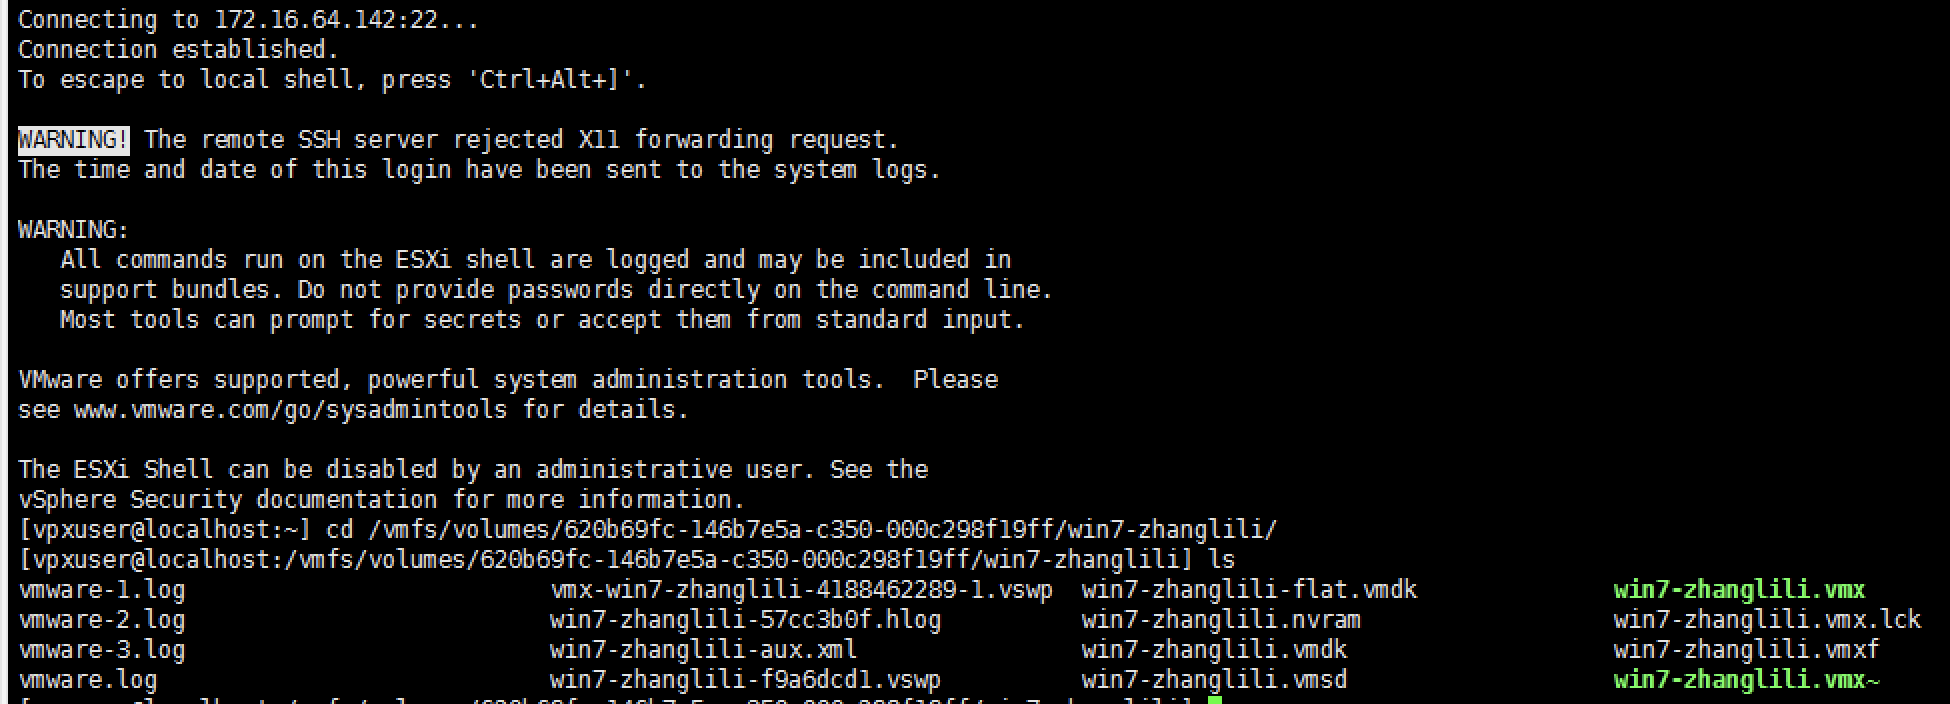 Connecting to 172.16.64.142:22...
Connection established.
To escape to local shell, press 'Ctrl+Alt+]'.
WARNING! The remote SSH server rejected X11 forwarding request.
The time and date of this login have been sent to the system logs.
WARNING:
   All commands run on the ESXi shell are logged and may be included in
   support bundles. Do not provide passwords directly on the command line.
   Most tools can prompt for secrets or accept them from standard input.
VMware offers supported, powerful system administration tools.  Please
see www.vmware.com/go/sysadmintools for details.
The ESXi Shell can be disabled by an administrative user. See the
vSphere Security documentation for more information.
[vpxuser@localhost:~] cd /vmfs/volumes/620b69fc-146b7e5a-c350-000c298f19ff/win7-zhanglili/
[vpxuser@localhost:/vmfs/volumes/620b69fc-146b7e5a-c350-000c298f19ff/win7-zhanglili] ls
vmware-1.log vmx-win7-zhanglili-4188462289-1.vswp win7-zhanglili-flat.vmdk win7-zhanglili.vmx
vmware-2.log win7-zhanglili-57cc3b0f.hlog win7-zhanglili.nvram win7-zhanglili.vmx.lck
vmware-3.log win7-zhanglili-aux.xml win7-zhanglili.vmdk win7-zhanglili.vmxf
vmware.log win7-zhanglili-f9a6dcd1.vswp win7-zhanglili.vmsd win7-zhanglili.vmx~